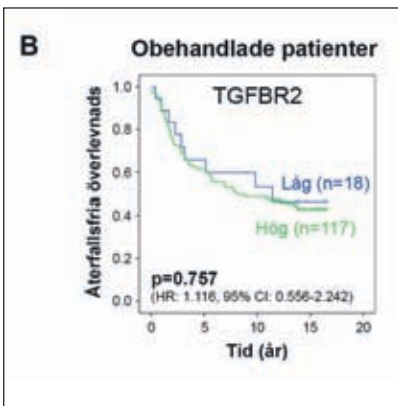 B
Obehandlade patienter
TGFBR2
Återfallsfria överlevnads
1.0
0.8
0.6
0.4
0.2
0.0
Låg (n=18)
Hög (n=117)
p=0.757
(HR: 1.116, 95% CI: 0.556-2.242)
0 5 10 15 20
Tid (år)